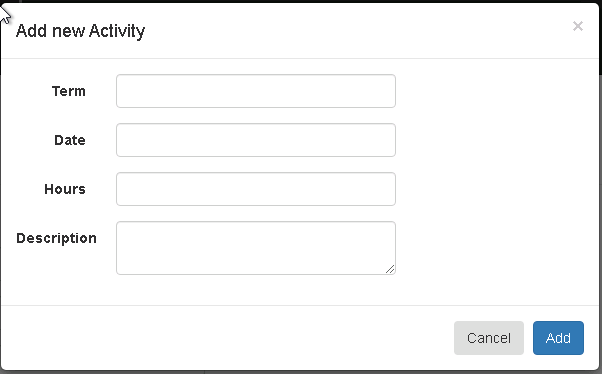 Add new Activity ×
Term
Date
Hours
Description
Cancel Add